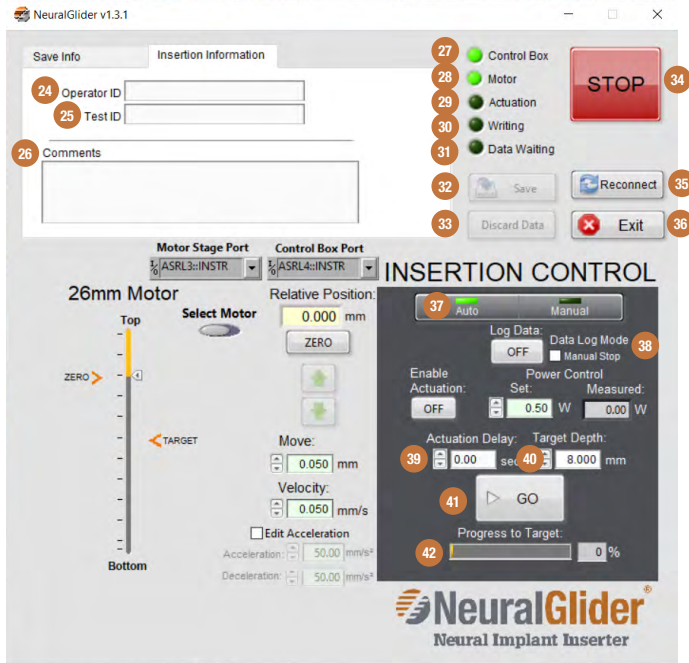 NeuralGlider v1.3.1
Save Info
Insertion Information
24 Operator ID
25 Test ID
26 Comments
27 Control Box
28 Motor
29 Actuation
30 Writing
31 Data Waiting
STOP 34
32 Save
Reconnect 35
33 Discard Data
Exit 36
Motor Stage Port
Control Box Port
ASRL3::INSTR
ASRL4::INSTR
INSERTION CONTROL
26mm Motor
Top
Select Motor
Relative Position:
0.000 mm
ZERO
ZERO
TARGET
Bottom
Move:
0.050 mm
Velocity:
0.050 mm/s
Edit Acceleration
Acceleration: 50.00 mm/s²
Deceleration: 50.00 mm/s²
37 Auto
Manual
Log Data:
OFF
Data Log Mode 38
Manual Stop
Enable
Actuation:
OFF
Power Control
Set:
Measured:
0.50 W
0.00 W
Actuation Delay:
Target Depth:
39 0.00 sec
40 8.000 mm
41 GO
Progress to Target:
42 0 %
NeuralGlider®
Neural Implant Inserter